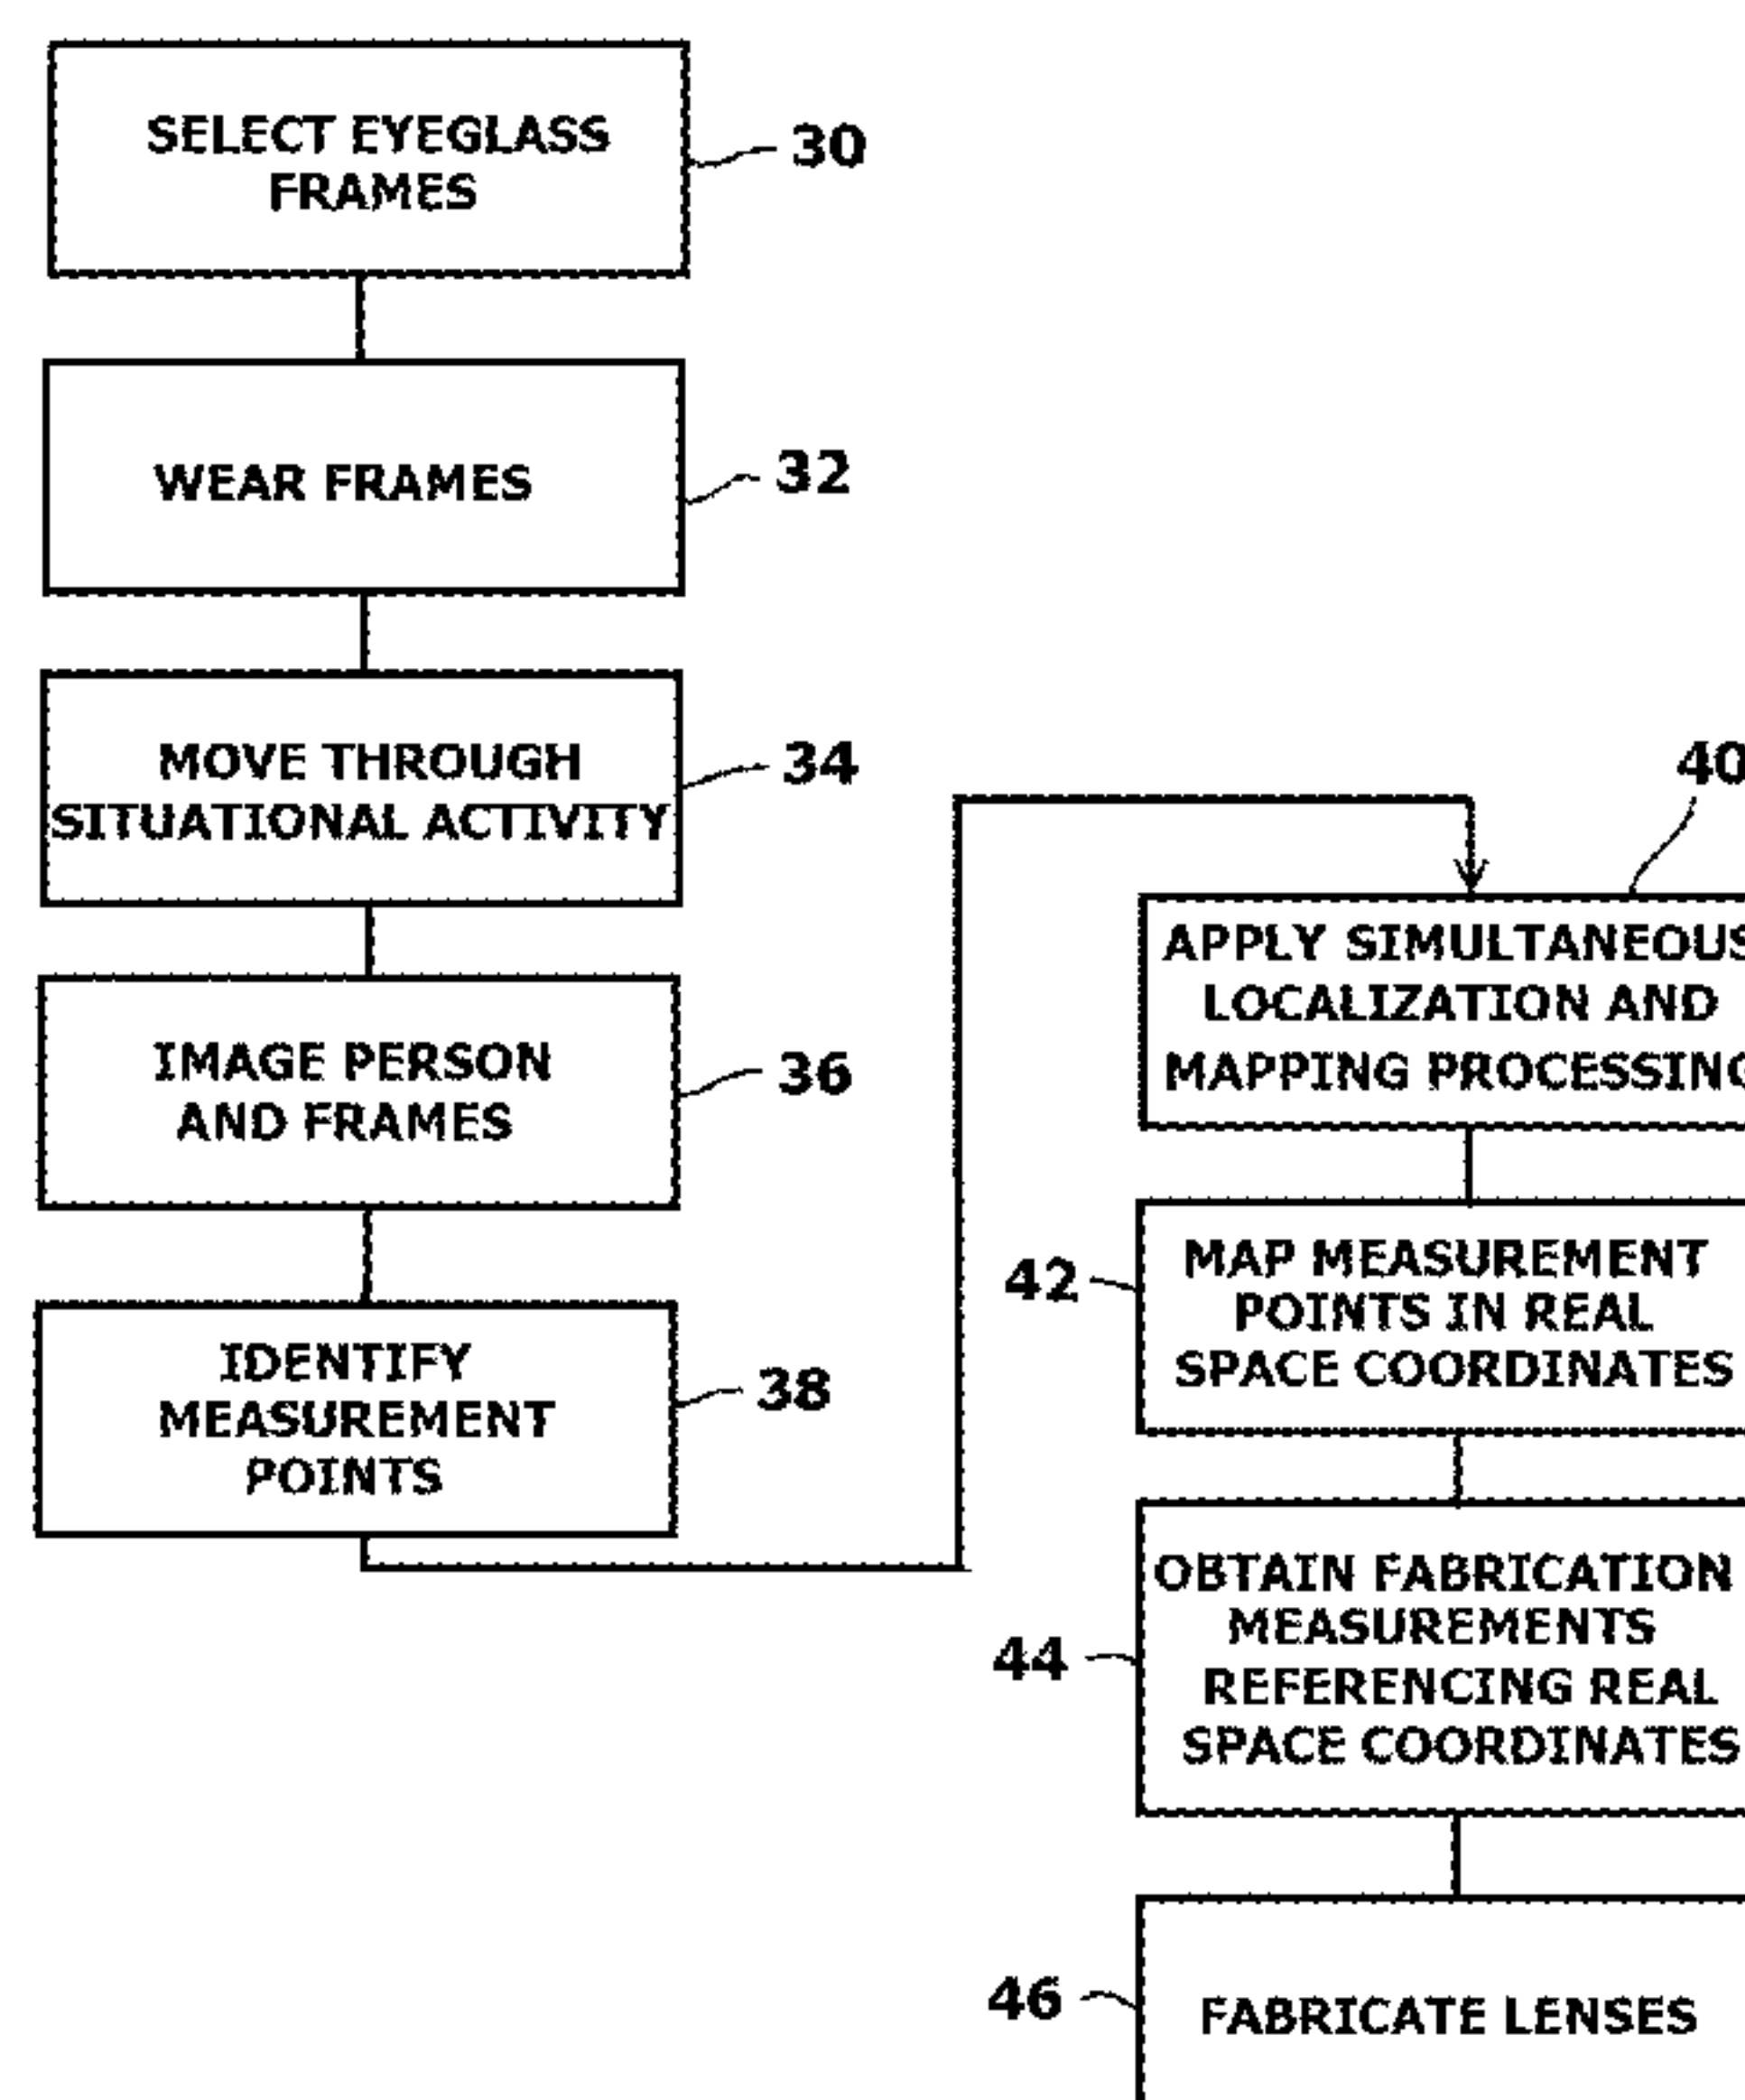 SELECT EYEGLASS
FRAMES
30
WEAR FRAMES
32
MOVE THROUGH
SITUATIONAL ACTIVITY
34
IMAGE PERSON
AND FRAMES
36
IDENTIFY
MEASUREMENT
POINTS
38
40
APPLY SIMULTANEOUS
LOCALIZATION AND
MAPPING PROCESSING
42
MAP MEASUREMENT
POINTS IN REAL
SPACE COORDINATES
44
OBTAIN FABRICATION
MEASUREMENTS
REFERENCING REAL
SPACE COORDINATES
46
FABRICATE LENSES